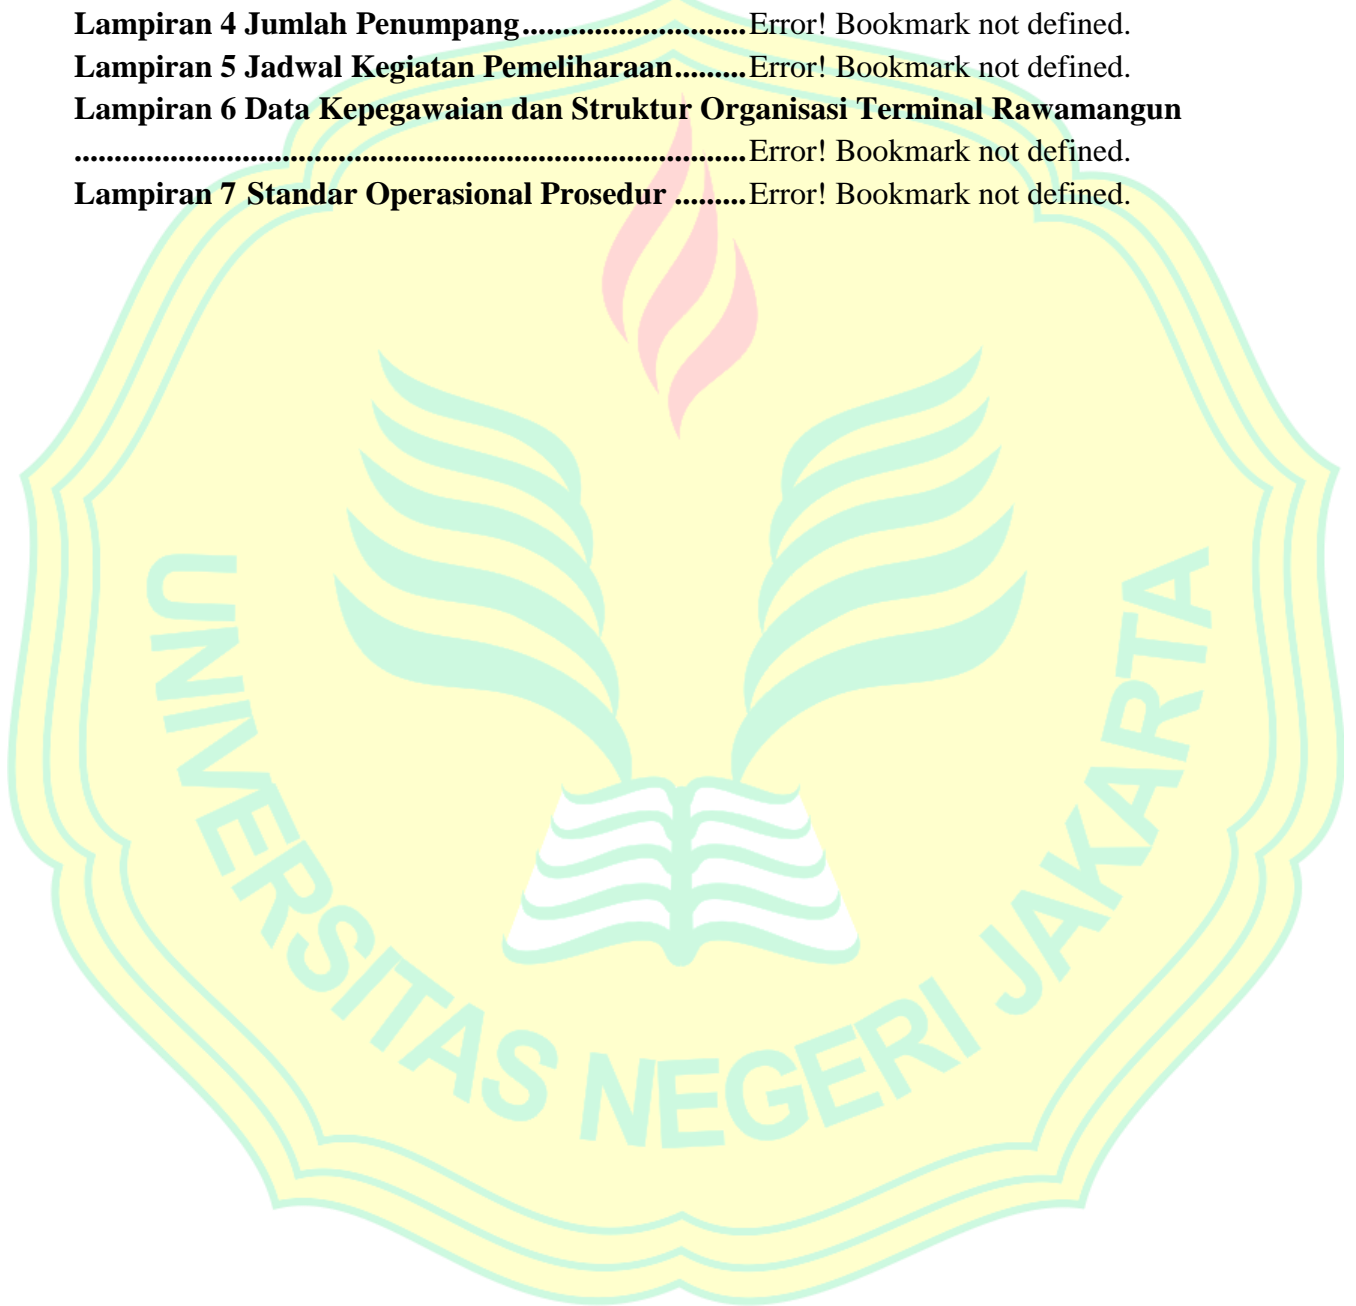 Lampiran 4 Jumlah Penumpang............................Error! Bookmark not defined.
Lampiran 5 Jadwal Kegiatan Pemeliharaan.........Error! Bookmark not defined.
Lampiran 6 Data Kepegawaian dan Struktur Organisasi Terminal Rawamangun
.....................................................................................Error! Bookmark not defined.
Lampiran 7 Standar Operasional Prosedur .........Error! Bookmark not defined.
UNIVERSITAS NEGERI JAKARTA